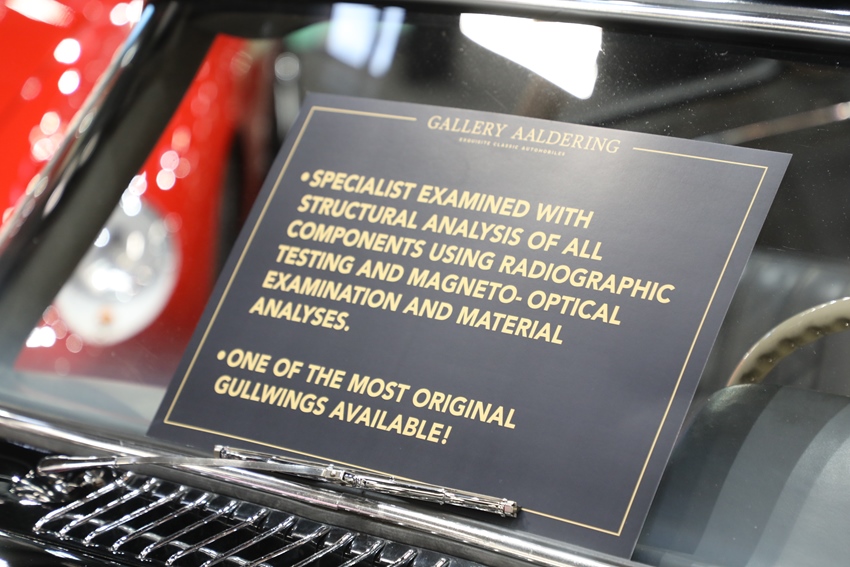 GALLERY AALDERING
EXQUISITE CLASSIC AUTOMOBILES
•SPECIALIST EXAMINED WITH
STRUCTURAL ANALYSIS OF ALL
COMPONENTS USING RADIOGRAPHIC
TESTING AND MAGNETO- OPTICAL
EXAMINATION AND MATERIAL
ANALYSES.
•ONE OF THE MOST ORIGINAL
GULLWINGS AVAILABLE!